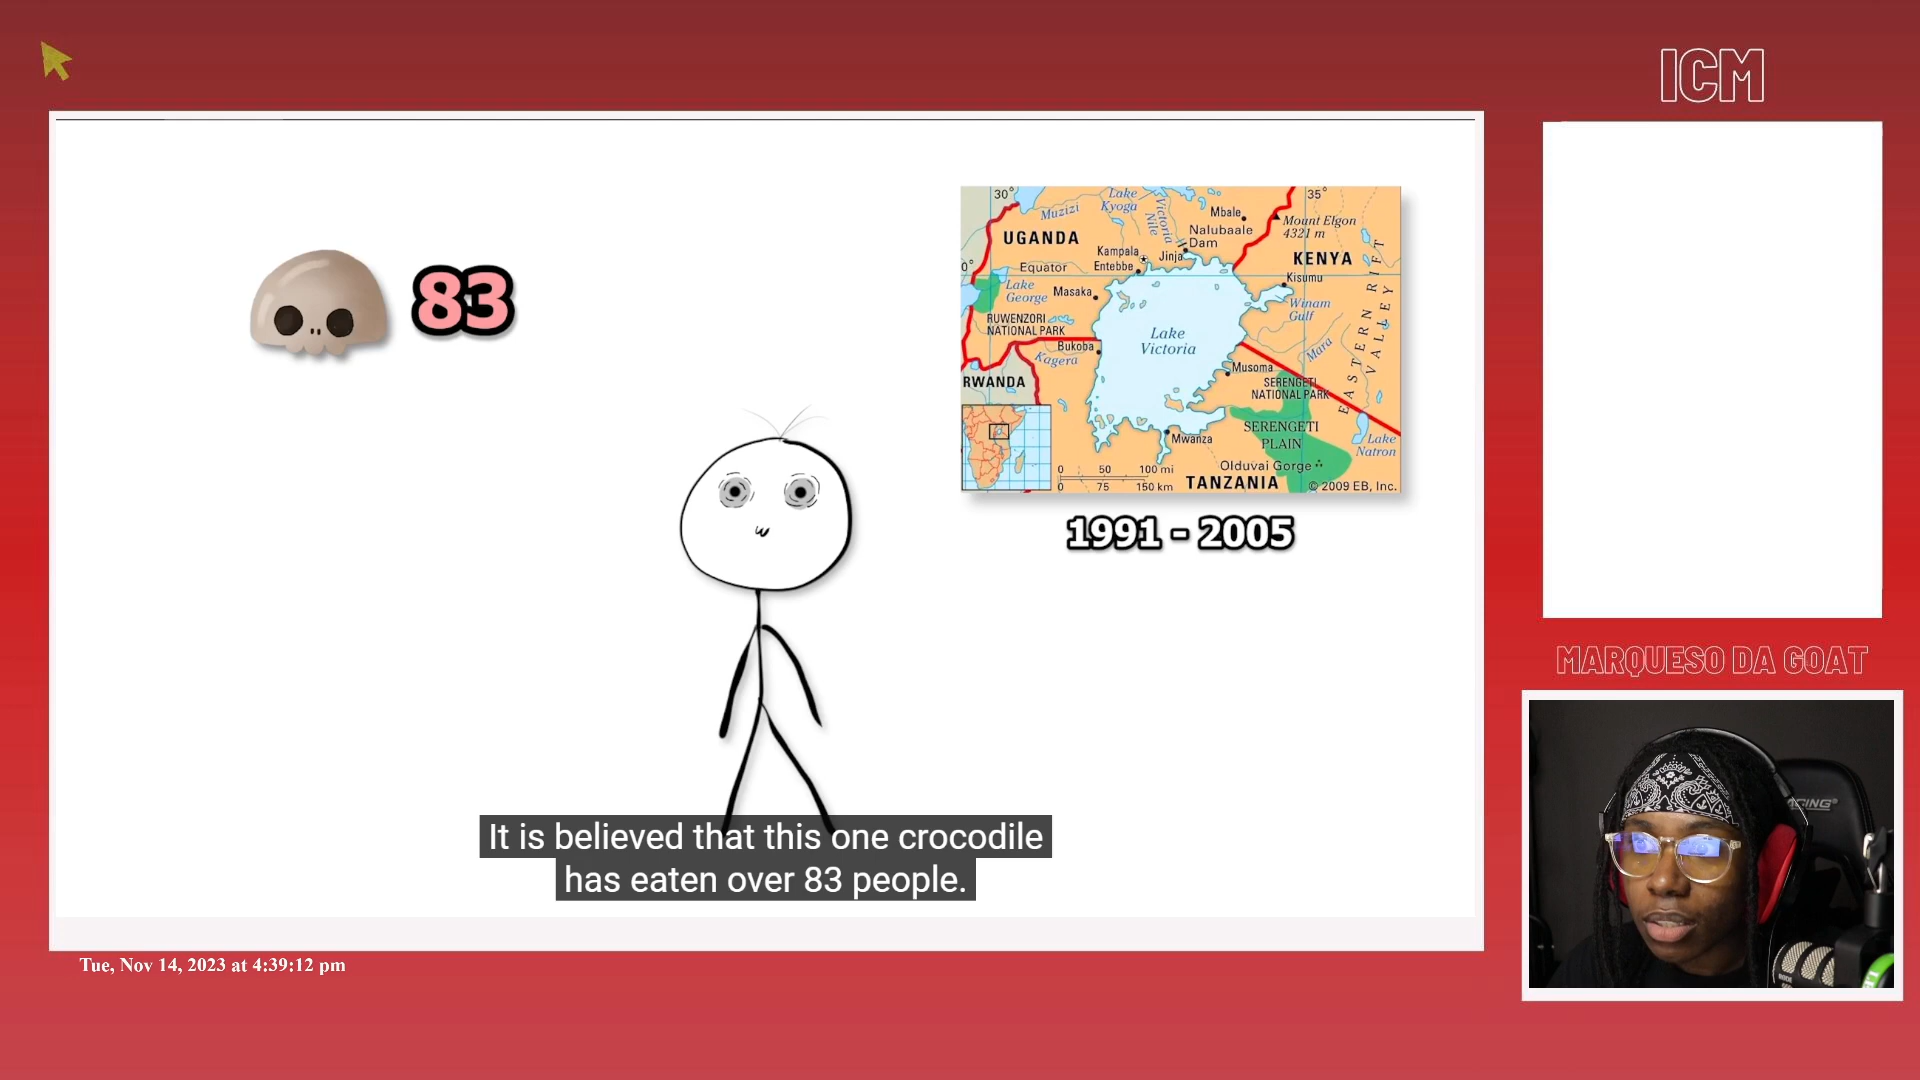 ICM
83
30°
35°
Lake
Kyoga
Muzizi
Victoria
Nile
Mbale
Mount Elgon
4321 m
Nalubaale
Dam
UGANDA
Kampala
Jinja
KENYA
0°
Equator
Entebbe
Kisumu
Lake
George
Masaka
Winam
Gulf
RUWENZORI
NATIONAL PARK
Lake
Victoria
EASTERN RIFT
VALLEY
Bukoba
Kagera
Mara
Musoma
RWANDA
SERENGETI
NATIONAL PARK
SERENGETI
PLAIN
Mwanza
Lake
Natron
Olduvai Gorge
0 50 100 mi
0 75 150 km
TANZANIA
© 2009 EB, Inc.
1991 - 2005
MARQUESO DA GOAT
It is believed that this one crocodile
has eaten over 83 people.
Tue, Nov 14, 2023 at 4:39:12 pm